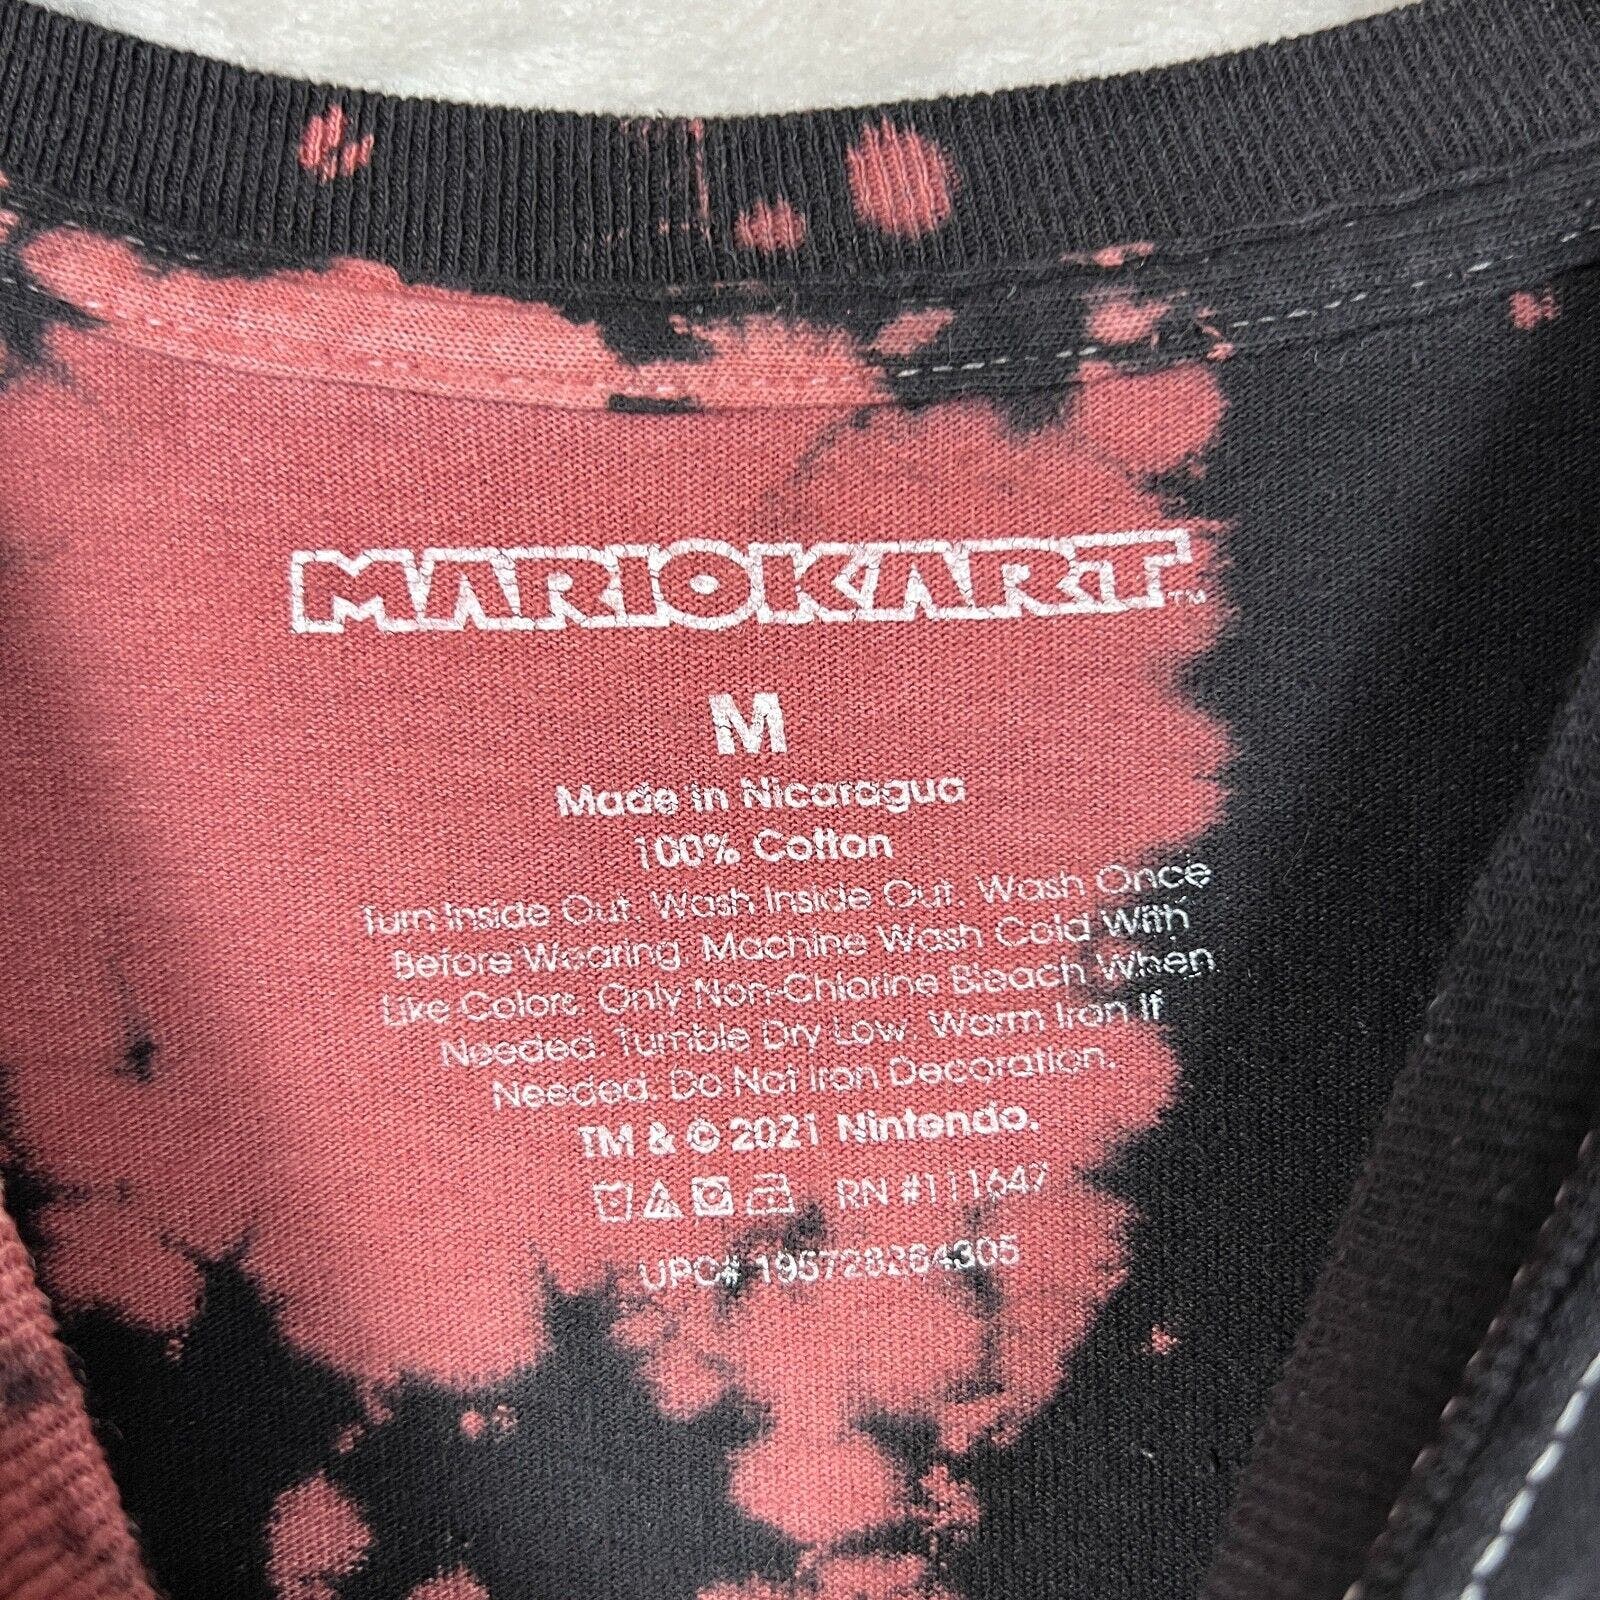 MARIOKART™
M
Made in Nicaragua
100% Cotton
Turn Inside Out. Wash Inside Out. Wash Once
Before Wearing. Machine Wash Cold With
Like Colors. Only Non-Chlorine Bleach When
Needed. Tumble Dry Low. Warm Iron If
Needed. Do Not Iron Decoration.
TM & © 2021 Nintendo.
RN #111647
UPC# 195728264305